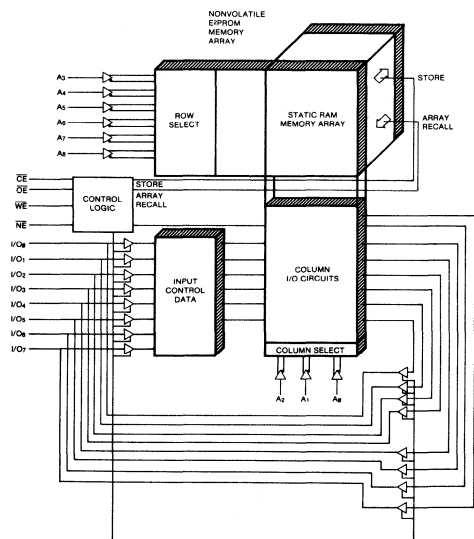 NONVOLATILE
E²PROM
MEMORY
ARRAY
STORE
ARRAY
RECALL
A3
A4
A5
A6
A7
A8
ROW
SELECT
STATIC RAM
MEMORY ARRAY
CE
OE
WE
NE
CONTROL
LOGIC
STORE
ARRAY
RECALL
I/O0
I/O1
I/O2
I/O3
I/O4
I/O5
I/O6
I/O7
INPUT
CONTROL
DATA
COLUMN
I/O CIRCUITS
COLUMN SELECT
A2
A1
A0